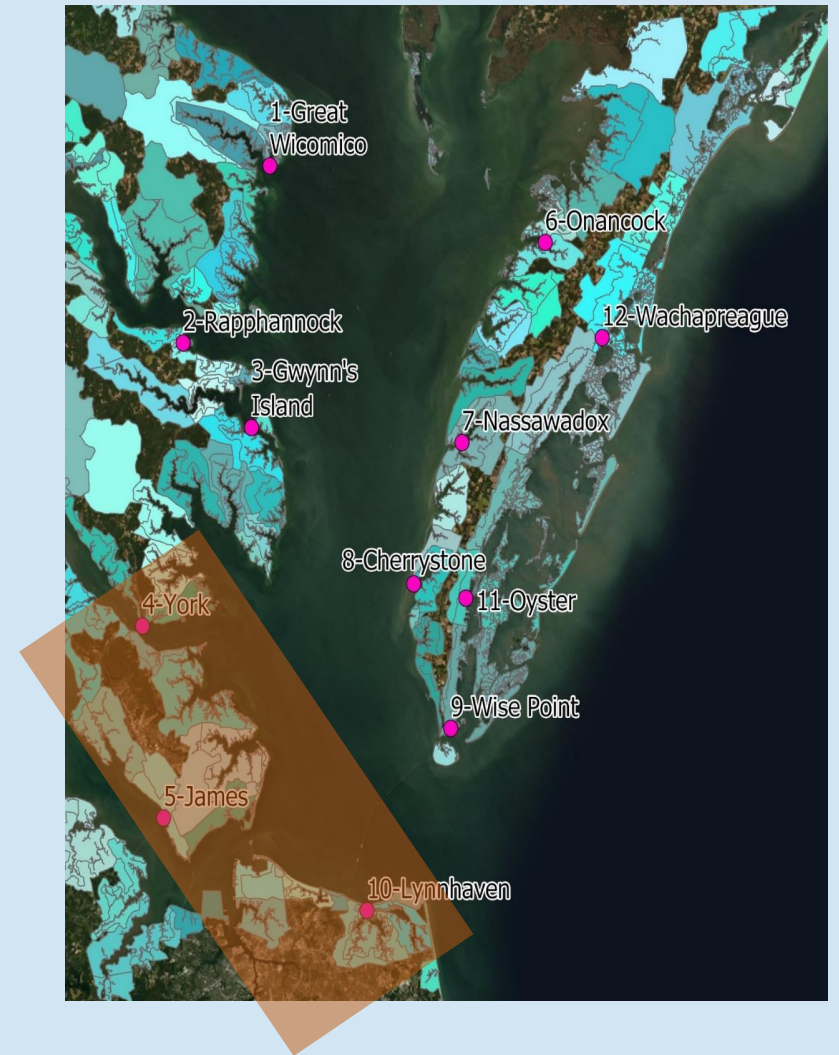 1-Great
Wicomico
6-Onancock
2-Rapphannock
12-Wachapreague
3-Gwynn's
Island
7-Nassawadox
8-Cherrystone
11-Oyster
4-York
9-Wise Point
5-James
10-Lynnhaven